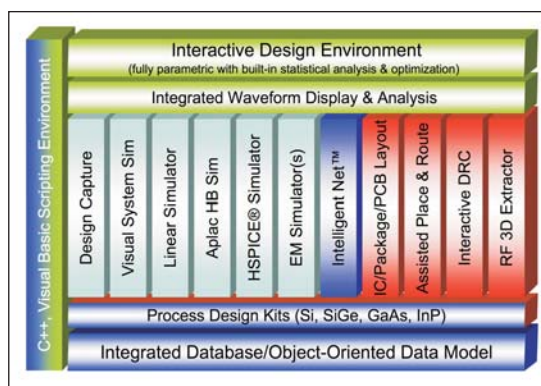 C++, Visual Basic Scripting Environment
Interactive Design Environment
(fully parametric with built-in statistical analysis & optimization)
Integrated Waveform Display & Analysis
Design Capture
Visual System Sim
Linear Simulator
Aplac HB Sim
HSPICE® Simulator
EM Simulator(s)
Intelligent Net™
IC/Package/PCB Layout
Assisted Place & Route
Interactive DRC
RF 3D Extractor
Process Design Kits (Si, SiGe, GaAs, InP)
Integrated Database/Object-Oriented Data Model